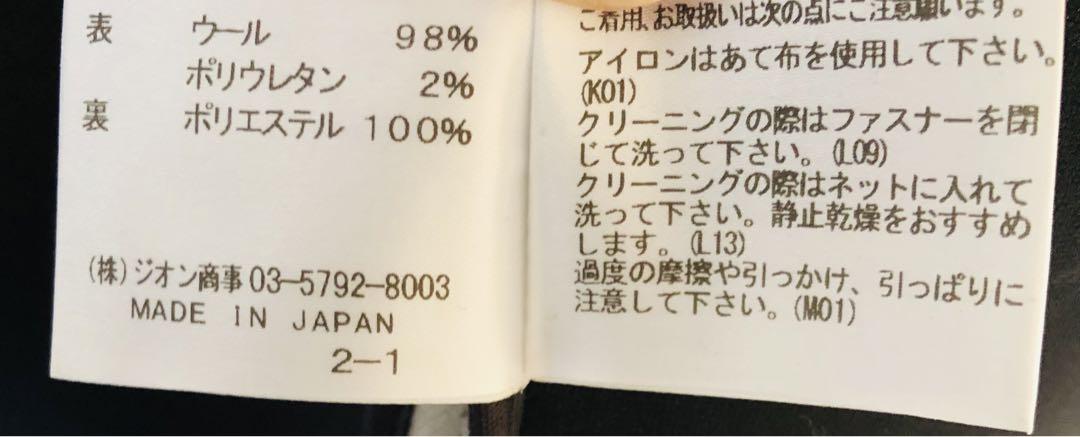 表 ウール 98%
ポリウレタン 2%
裏 ポリエステル 100%
(株)ジオン商事 03-5792-8003
MADE IN JAPAN
2-1
ご着用、お取扱いは次の点にご注意願います。
アイロンはあて布を使用して下さい。
(K01)
クリーニングの際はファスナーを閉
じて洗って下さい。(L09)
クリーニングの際はネットに入れて
洗って下さい。静止乾燥をおすすめ
します。(L13)
過度の摩擦や引っかけ、引っぱりに
注意して下さい。(M01)